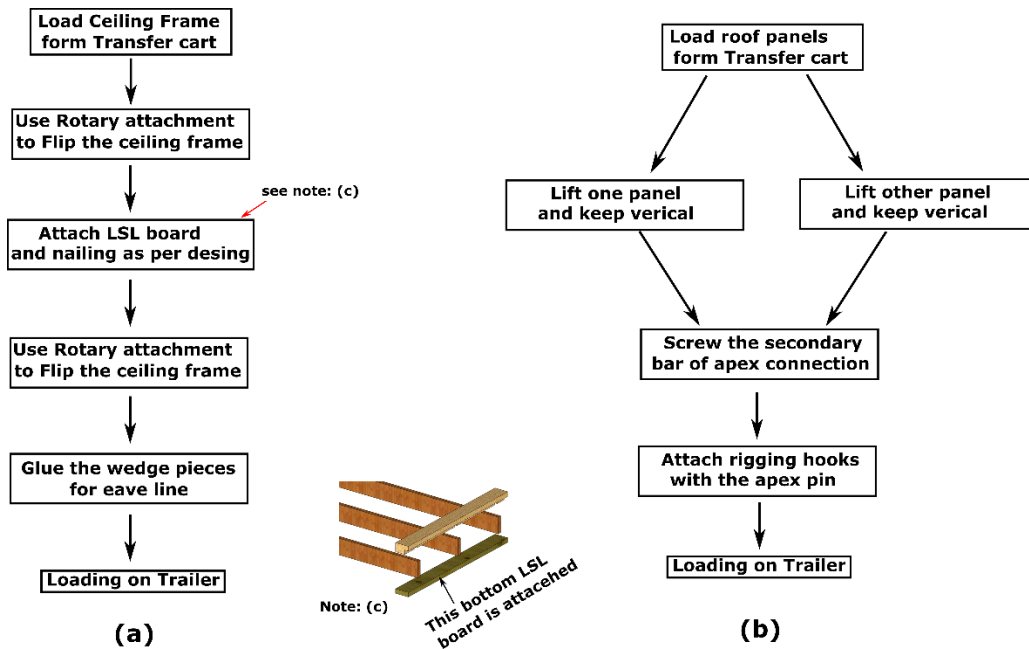 Load Ceiling Frame
form Transfer cart
Use Rotary attachment
to Flip the ceiling frame
see note: (c)
Attach LSL board
and nailing as per desing
Use Rotary attachment
to Flip the ceiling frame
Glue the wedge pieces
for eave line
Loading on Trailer
(a)
Note: (c)
This bottom LSL
board is attacehed
Load roof panels
form Transfer cart
Lift one panel
and keep verical
Lift other panel
and keep verical
Screw the secondary
bar of apex connection
Attach rigging hooks
with the apex pin
Loading on Trailer
(b)